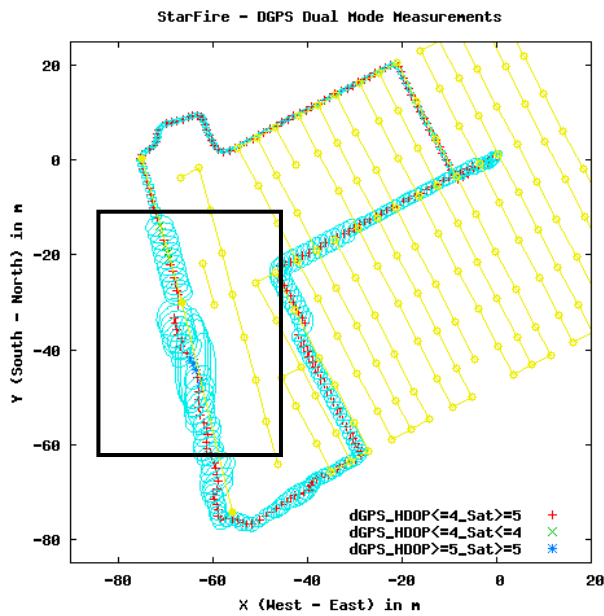 StarFire - DGPS Dual Mode Measurements
20
0
-20
-40
-60
-80
Y (South - North) in m
dGPS_HDOP<=4_Sat>=5
dGPS_HDOP<=4_Sat<=4
dGPS_HDOP>=5_Sat>=5
-80 -60 -40 -20 0 20
X (West - East) in m